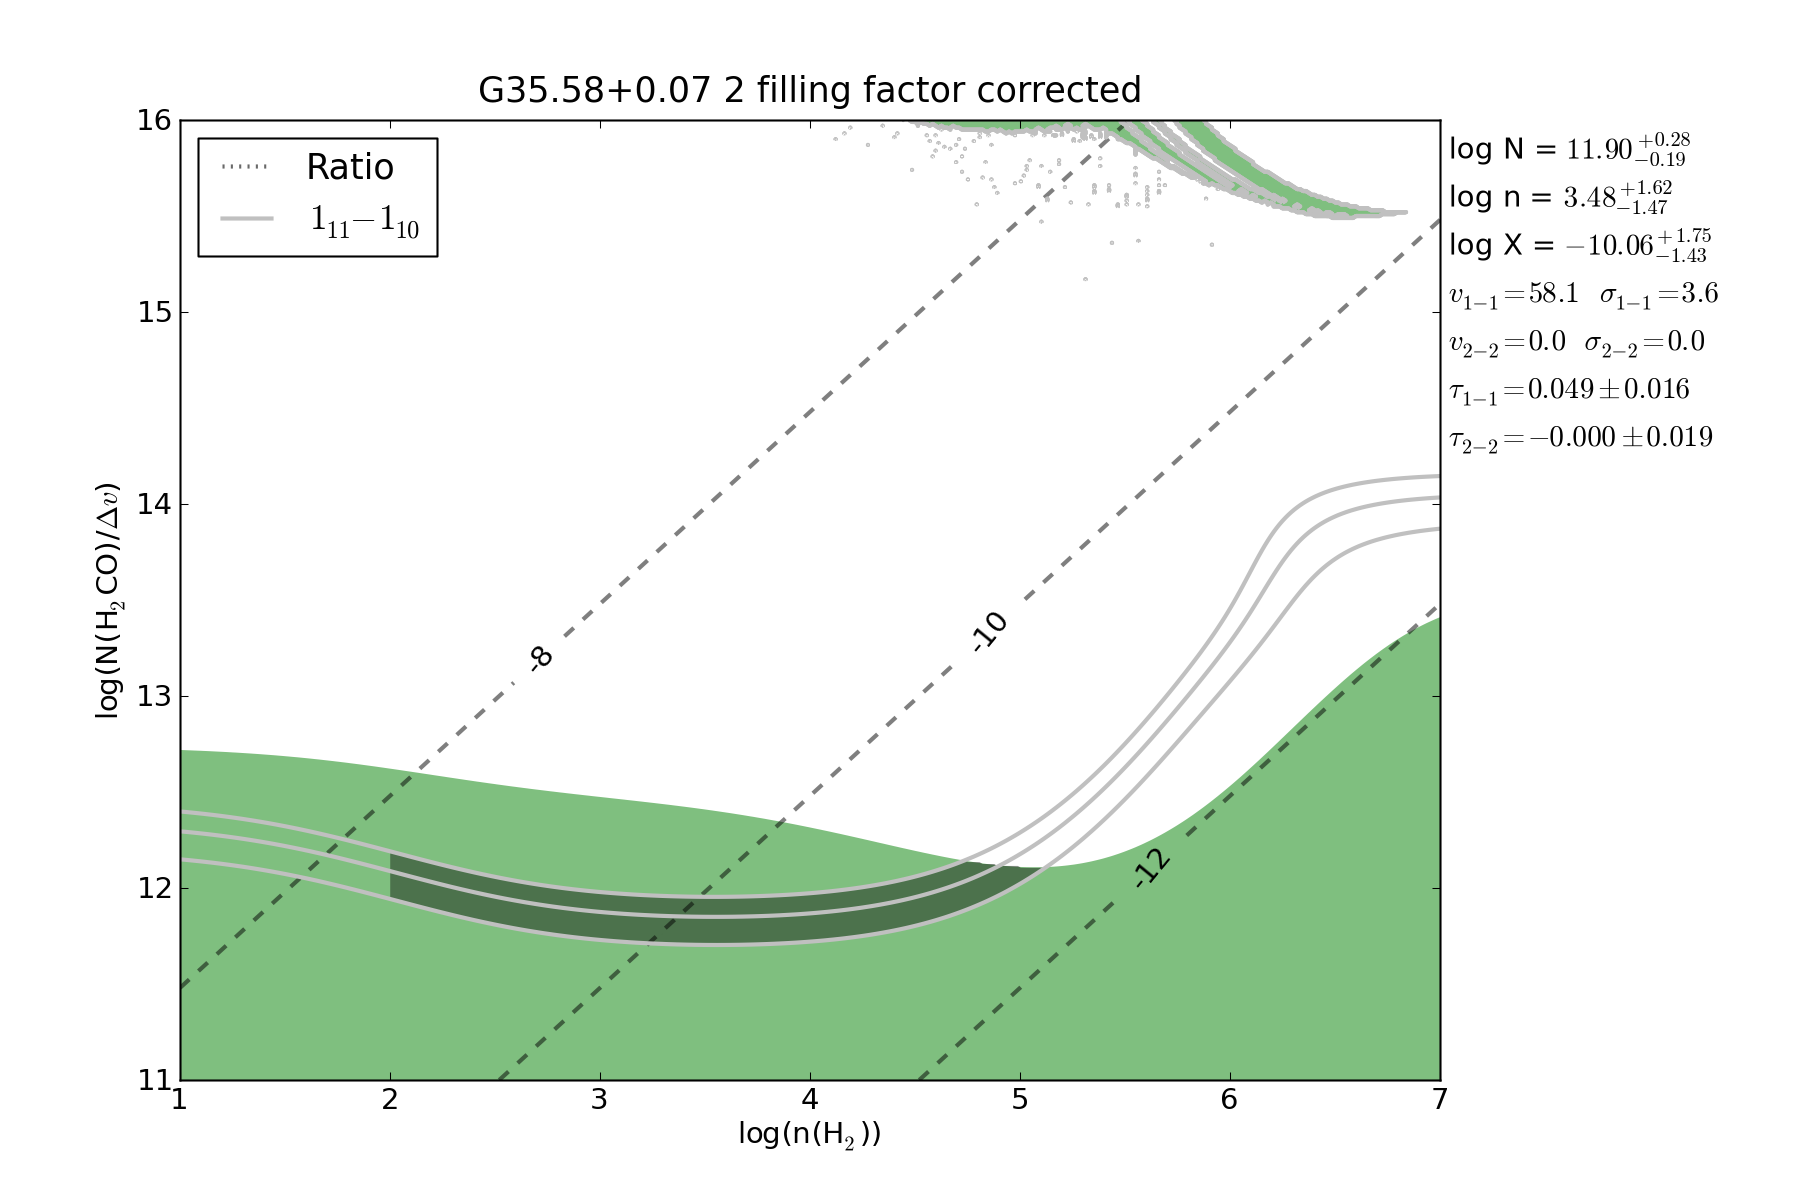 G35.58+0.07 2 filling factor corrected
16
15
14
13
12
11
log(N(H₂CO)/Δv)
Ratio
1₁₁−1₁₀
-8
-10
-12
1 2 3 4 5 6 7
log(n(H₂))
log N = 11.90 +0.28 −0.19
log n = 3.48 +1.62 −1.47
log X = −10.06 +1.75 −1.43
v₁₋₁=58.1 σ₁₋₁=3.6
v₂₋₂=0.0 σ₂₋₂=0.0
τ₁₋₁=0.049±0.016
τ₂₋₂=−0.000±0.019